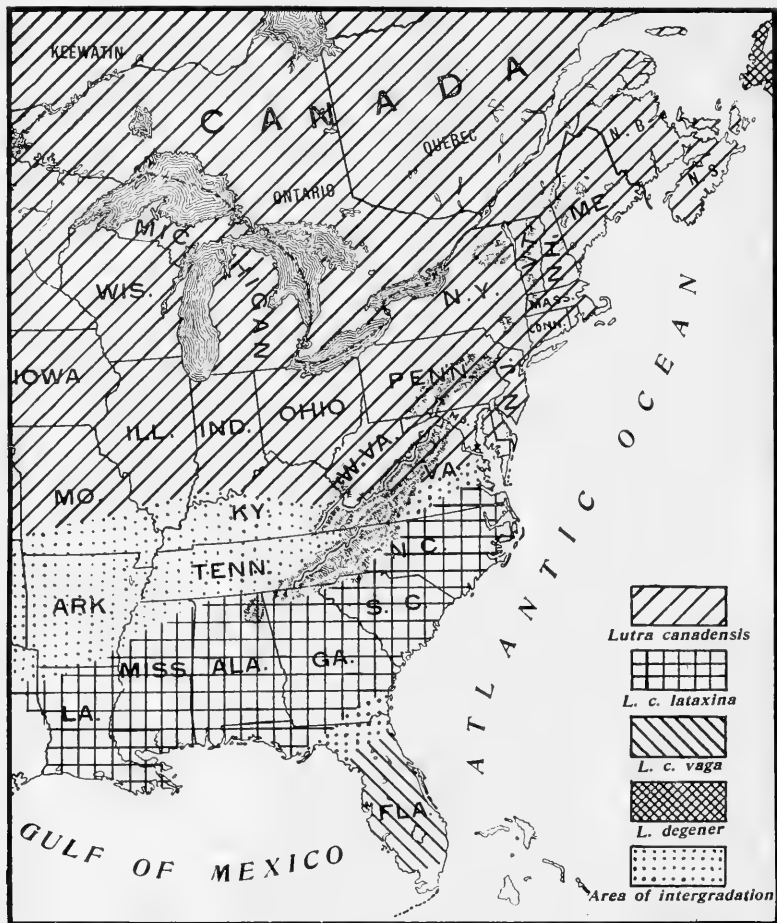 KEEWATIN
CANADA
QUEBEC
ONTARIO
N.B.
N.S.
ME.
VT.
N.H.
MICHIGAN
WIS.
N.Y.
MASS.
CONN.
IOWA
PENN.
N.J.
ILL.
IND.
OHIO
W.VA.
VA.
MO.
KY
TENN.
N.C.
ARK
S.C.
MISS.
ALA.
GA.
LA.
FLA.
ATLANTIC OCEAN
GULF OF MEXICO
Lutra canadensis
L. c. lataxina
L. c. vaga
L. degener
Area of intergradation